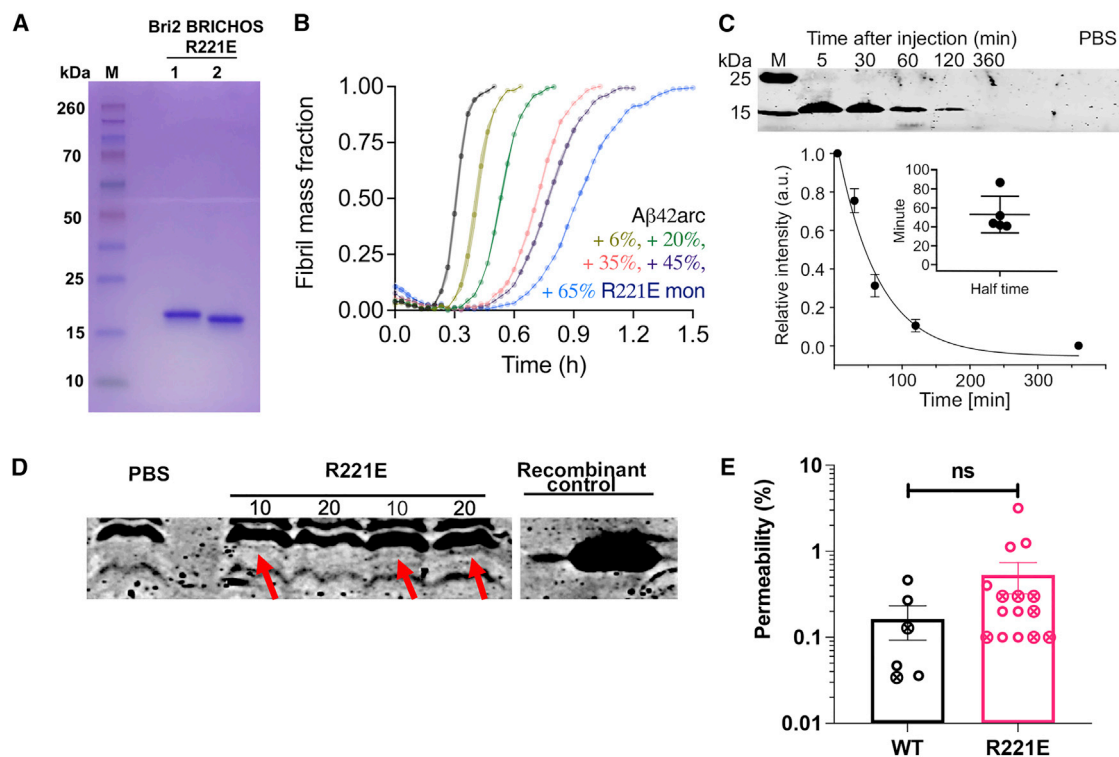 A
Bri2 BRICHOS
R221E
kDa M 1 2
260
70
50
25
15
10
B
Fibril mass fraction
1.00
0.75
0.50
0.25
0.00
Aβ42arc
+ 6%, + 20%,
+ 35%, + 45%,
+ 65% R221E mon
0.0 0.3 0.6 0.9 1.2 1.5
Time (h)
C
Time after injection (min) PBS
kDa M 5 30 60 120 360
25
15
Relative intensity (a.u.)
1.0
0.8
0.6
0.4
0.2
0.0
Minute
100
80
60
40
20
0
Half time
100 200 300
Time [min]
D
PBS R221E Recombinant
control
10 20 10 20
E
Permeability (%)
10
1
0.1
0.01
ns
WT R221E